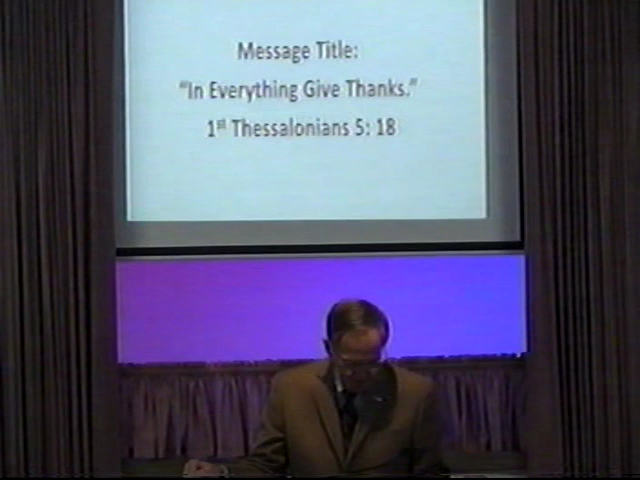 Message Title:
“In Everything Give Thanks.”
1st Thessalonians 5: 18